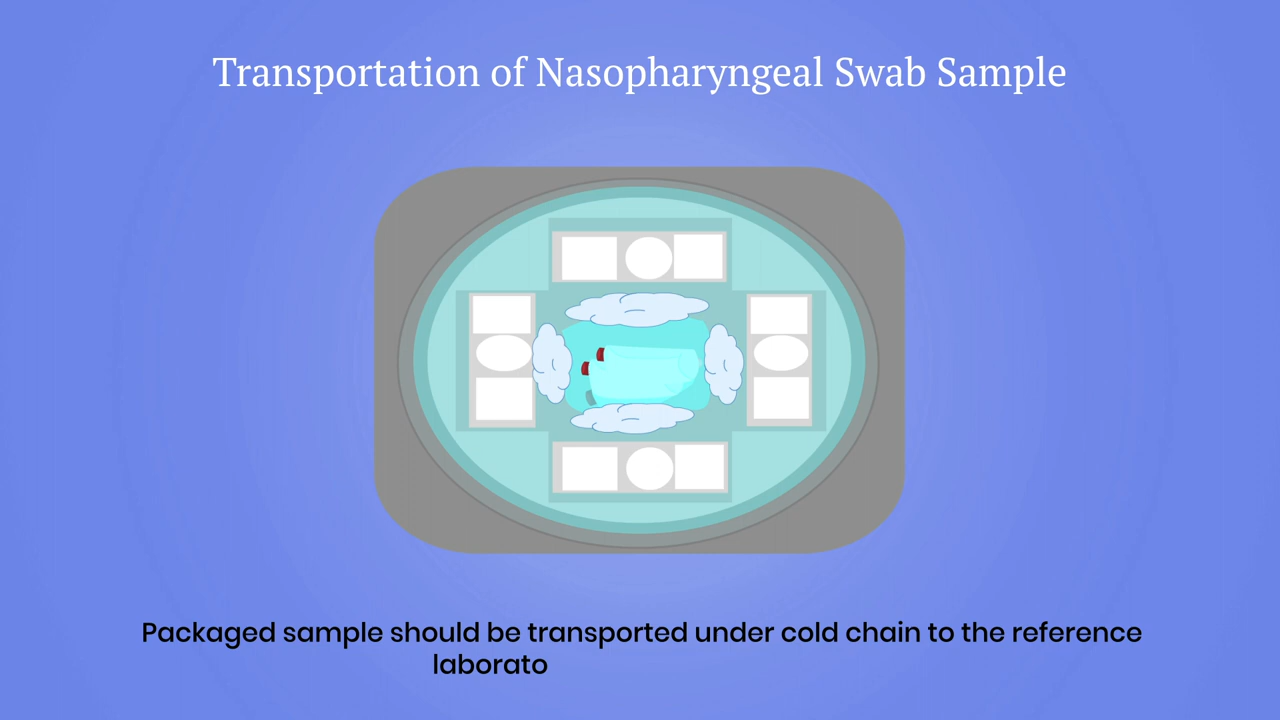 Transportation of Nasopharyngeal Swab Sample
Packaged sample should be transported under cold chain to the reference
laborato